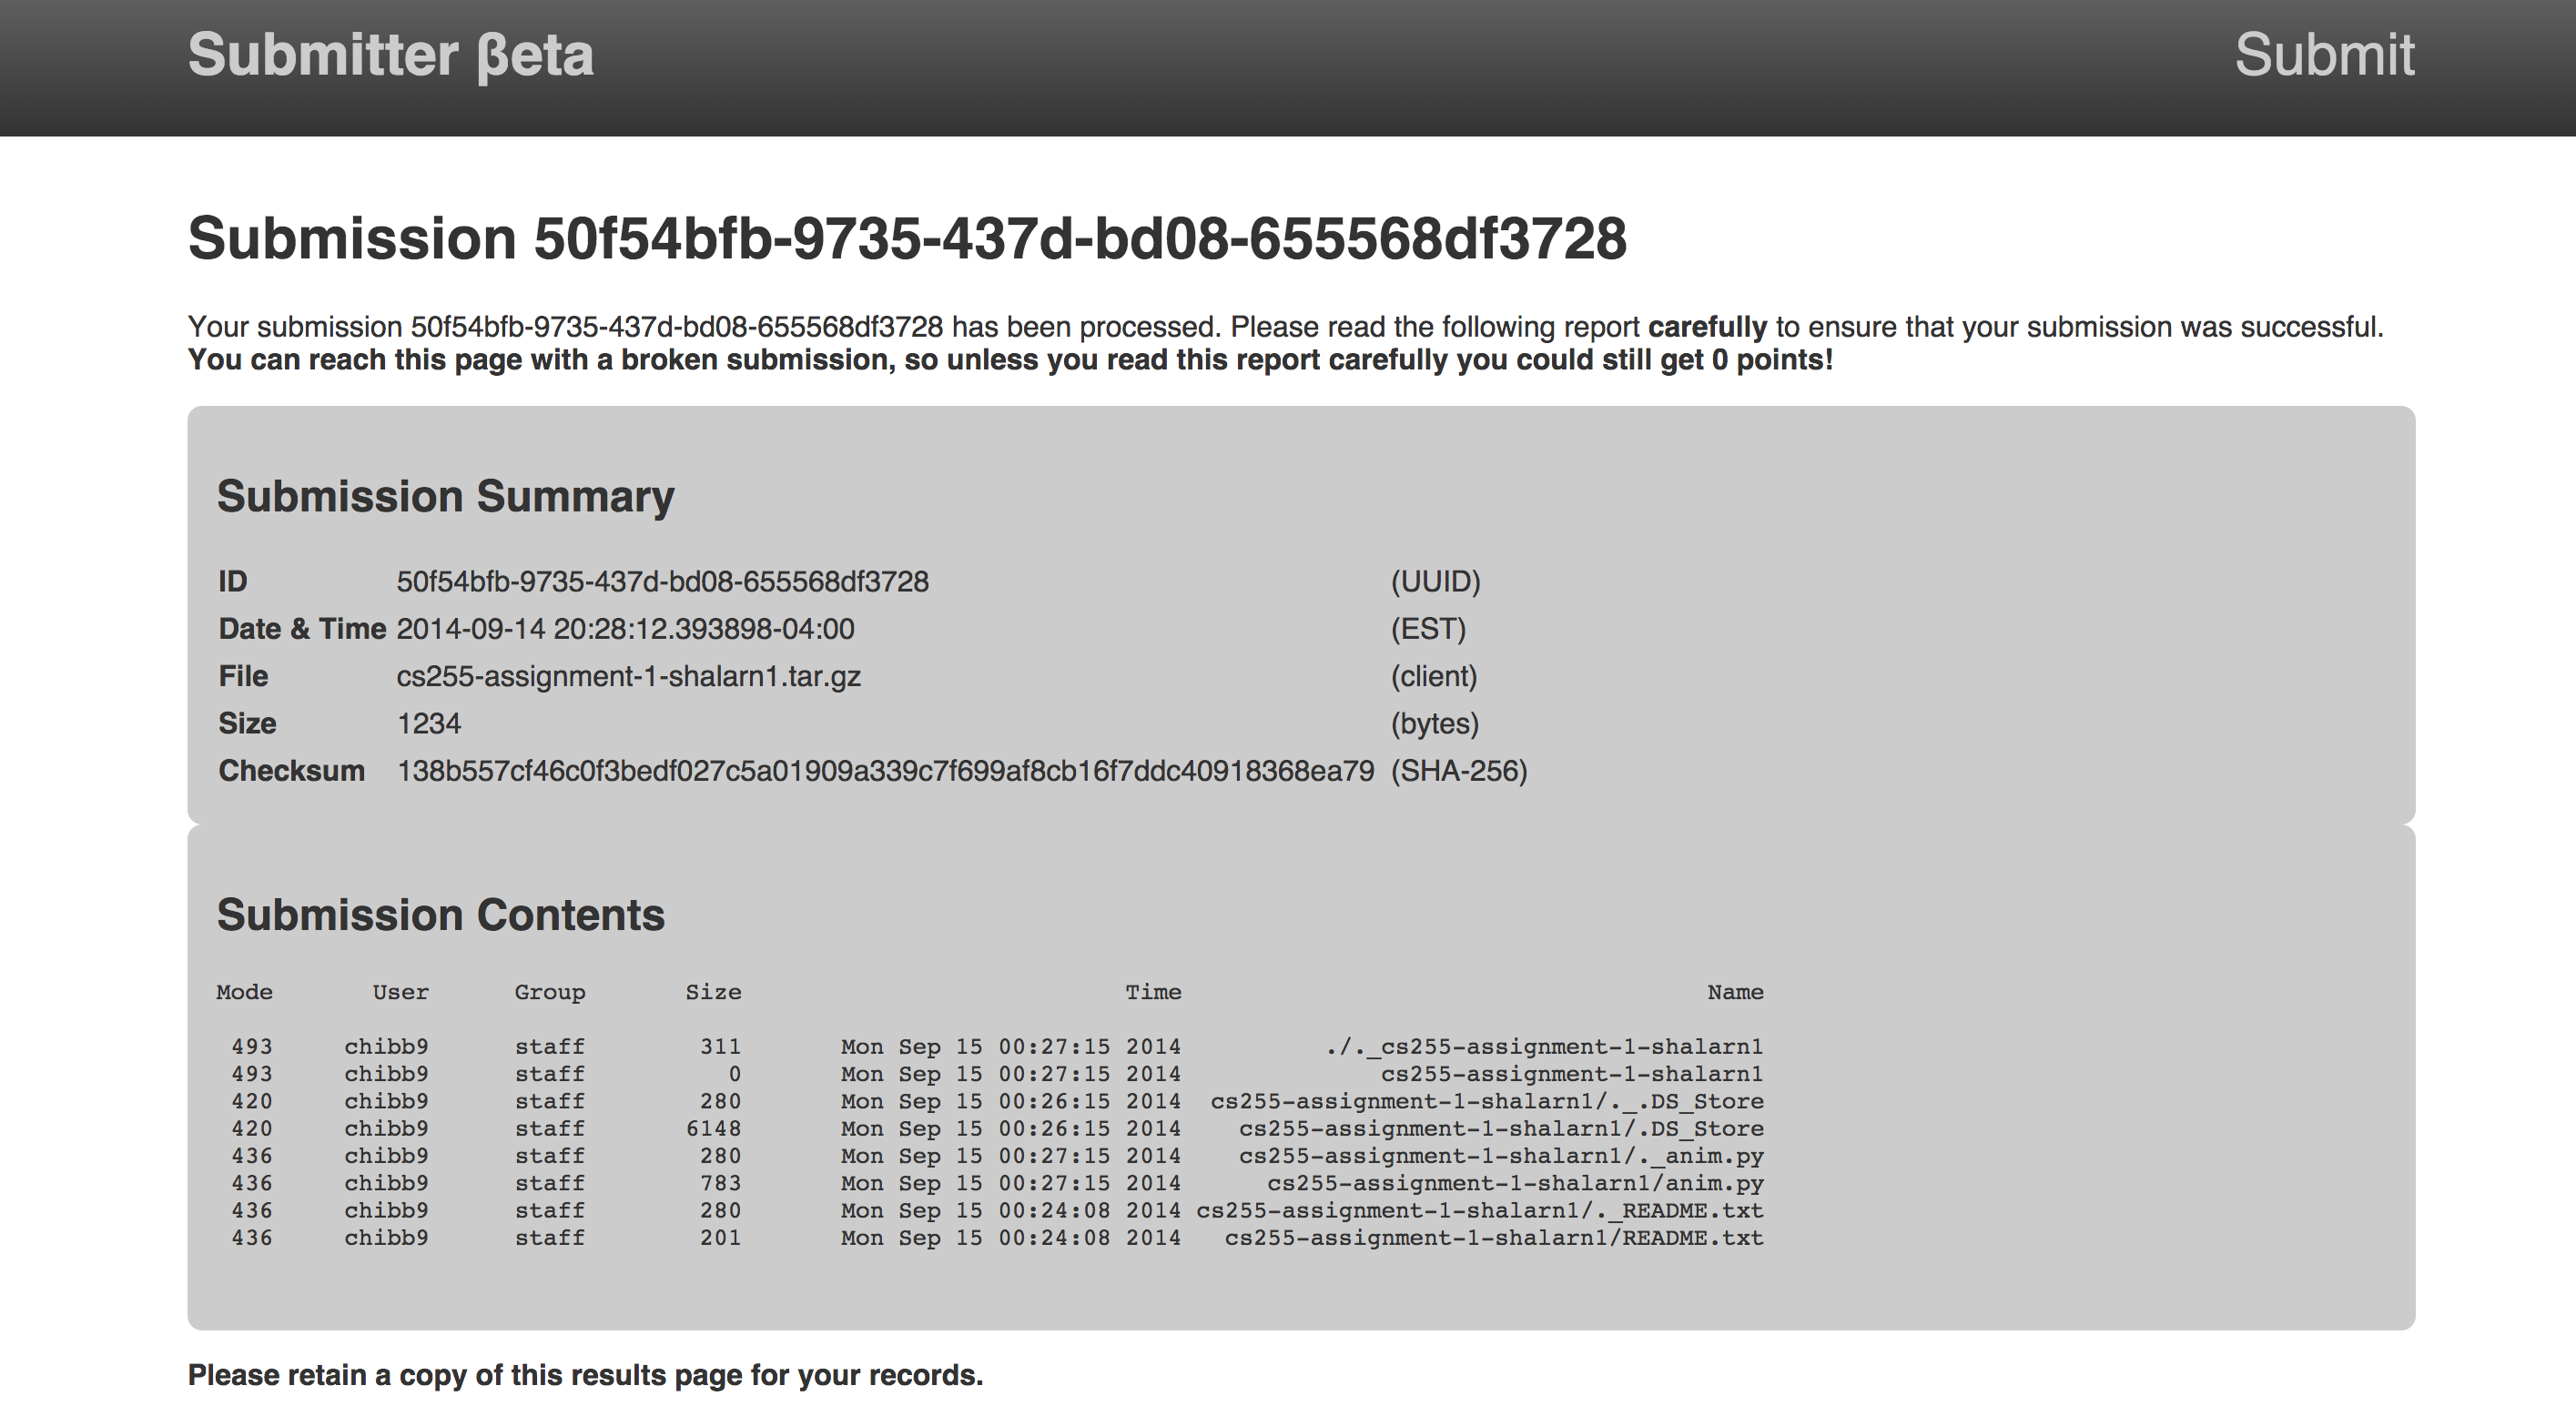 Submitter βeta
Submit
Submission 50f54bfb-9735-437d-bd08-655568df3728
Your submission 50f54bfb-9735-437d-bd08-655568df3728 has been processed. Please read the following report carefully to ensure that your submission was successful.
You can reach this page with a broken submission, so unless you read this report carefully you could still get 0 points!
Submission Summary
ID 50f54bfb-9735-437d-bd08-655568df3728 (UUID)
Date & Time 2014-09-14 20:28:12.393898-04:00 (EST)
File cs255-assignment-1-shalarn1.tar.gz (client)
Size 1234 (bytes)
Checksum 138b557cf46c0f3bedf027c5a01909a339c7f699af8cb16f7ddc40918368ea79 (SHA-256)
Submission Contents
Mode User Group Size Time Name
493 chibb9 staff 311 Mon Sep 15 00:27:15 2014 ./._cs255-assignment-1-shalarn1
493 chibb9 staff 0 Mon Sep 15 00:27:15 2014 cs255-assignment-1-shalarn1
420 chibb9 staff 280 Mon Sep 15 00:26:15 2014 cs255-assignment-1-shalarn1/._.DS_Store
420 chibb9 staff 6148 Mon Sep 15 00:26:15 2014 cs255-assignment-1-shalarn1/.DS_Store
436 chibb9 staff 280 Mon Sep 15 00:27:15 2014 cs255-assignment-1-shalarn1/._anim.py
436 chibb9 staff 783 Mon Sep 15 00:27:15 2014 cs255-assignment-1-shalarn1/anim.py
436 chibb9 staff 280 Mon Sep 15 00:24:08 2014 cs255-assignment-1-shalarn1/._README.txt
436 chibb9 staff 201 Mon Sep 15 00:24:08 2014 cs255-assignment-1-shalarn1/README.txt
Please retain a copy of this results page for your records.